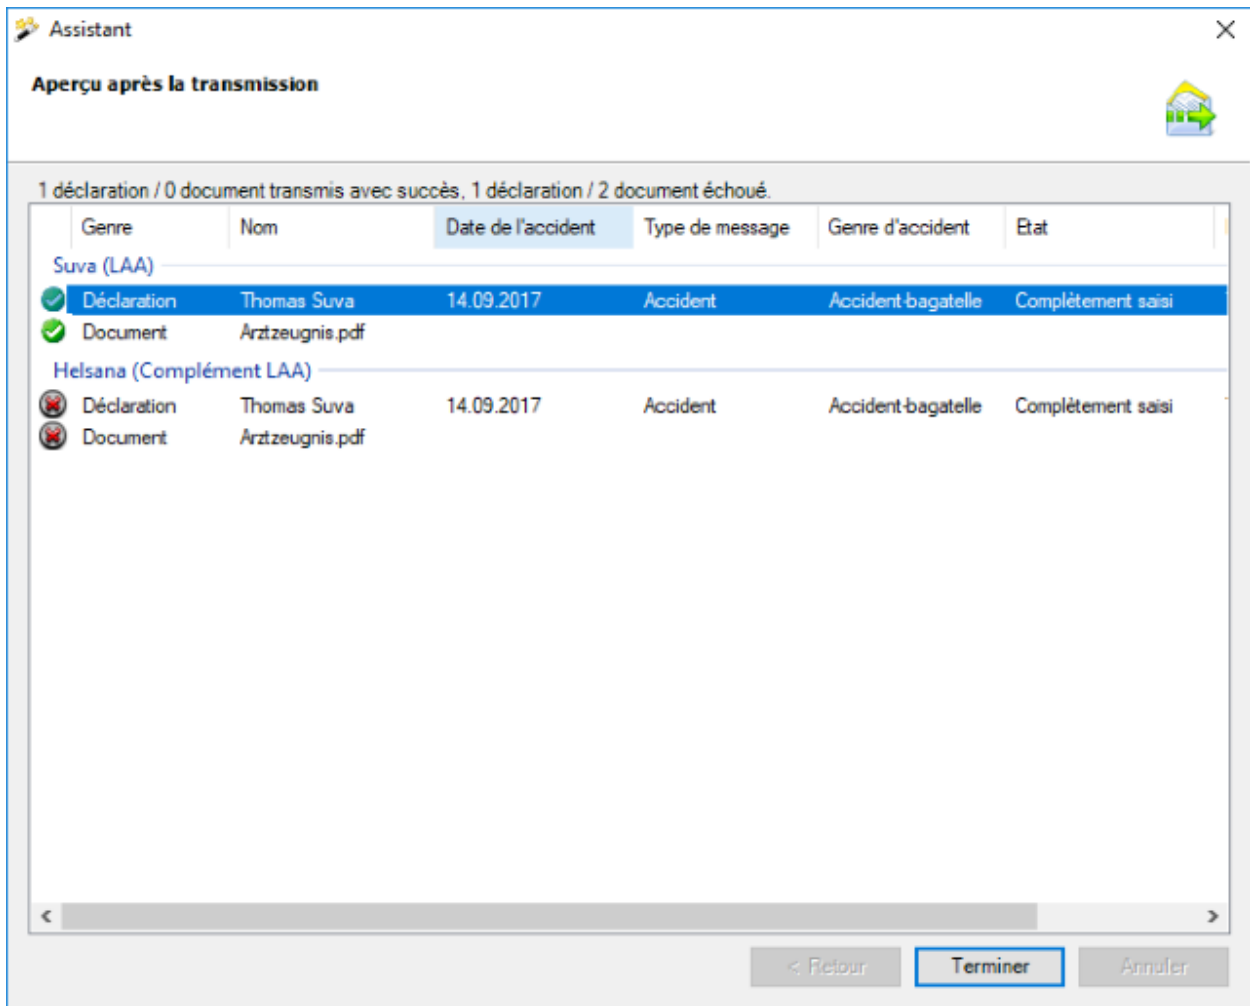 Assistant
Aperçu après la transmission
1 déclaration / 0 document transmis avec succès, 1 déclaration / 2 document échoué.
Genre Nom Date de l'accident Type de message Genre d'accident Etat
Suva (LAA)
Déclaration Thomas Suva 14.09.2017 Accident Accident-bagatelle Complètement saisi
Document Arztzeugnis.pdf
Helsana (Complément LAA)
Déclaration Thomas Suva 14.09.2017 Accident Accident-bagatelle Complètement saisi
Document Arztzeugnis.pdf
< Retour Terminer Annuler